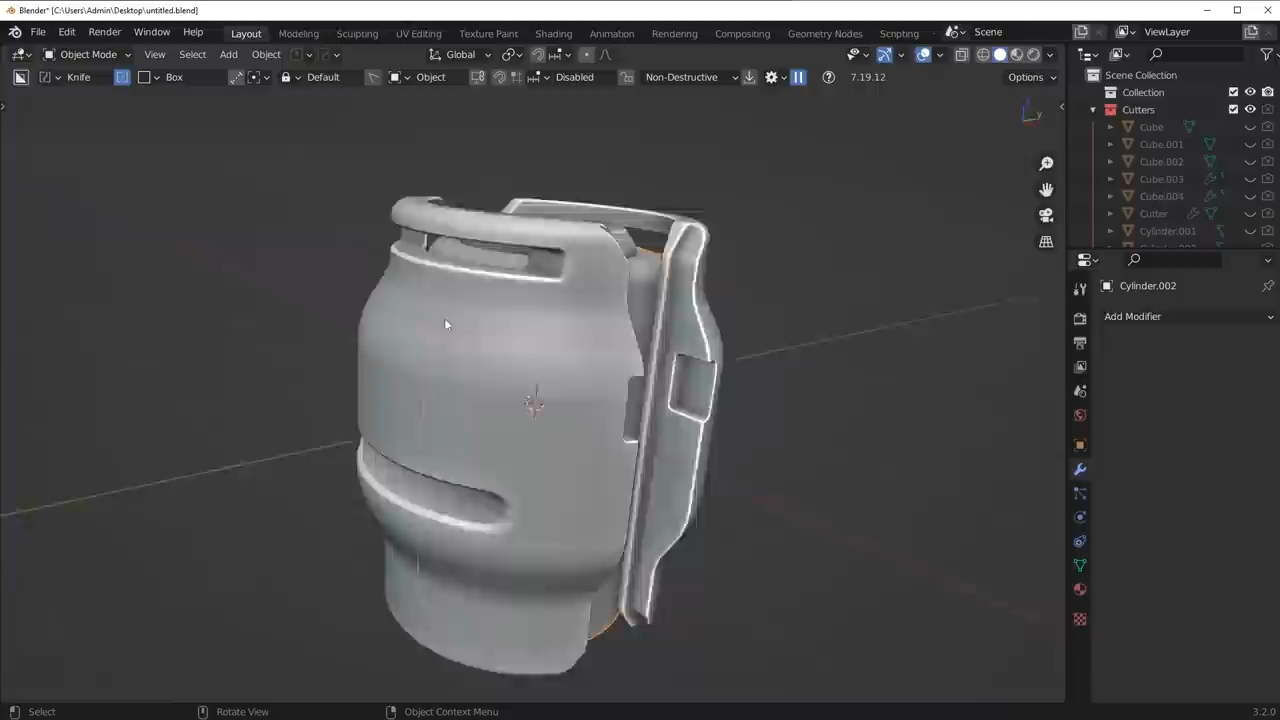 Blender* [C:\Users\Admin\Desktop\untitled.blend]
File Edit Render Window Help Layout Modeling Sculpting UV Editing Texture Paint Shading Animation Rendering Compositing Geometry Nodes Scripting Scene ViewLayer
Object Mode View Select Add Object Global
Knife Box Default Object Disabled Non-Destructive 7.19.12 Options
Scene Collection
Collection
Cutters
Cube
Cube.001
Cube.002
Cube.003
Cube.004
Cutter
Cylinder.001
Cylinder.002
Add Modifier
Select Rotate View Object Context Menu 3.2.0